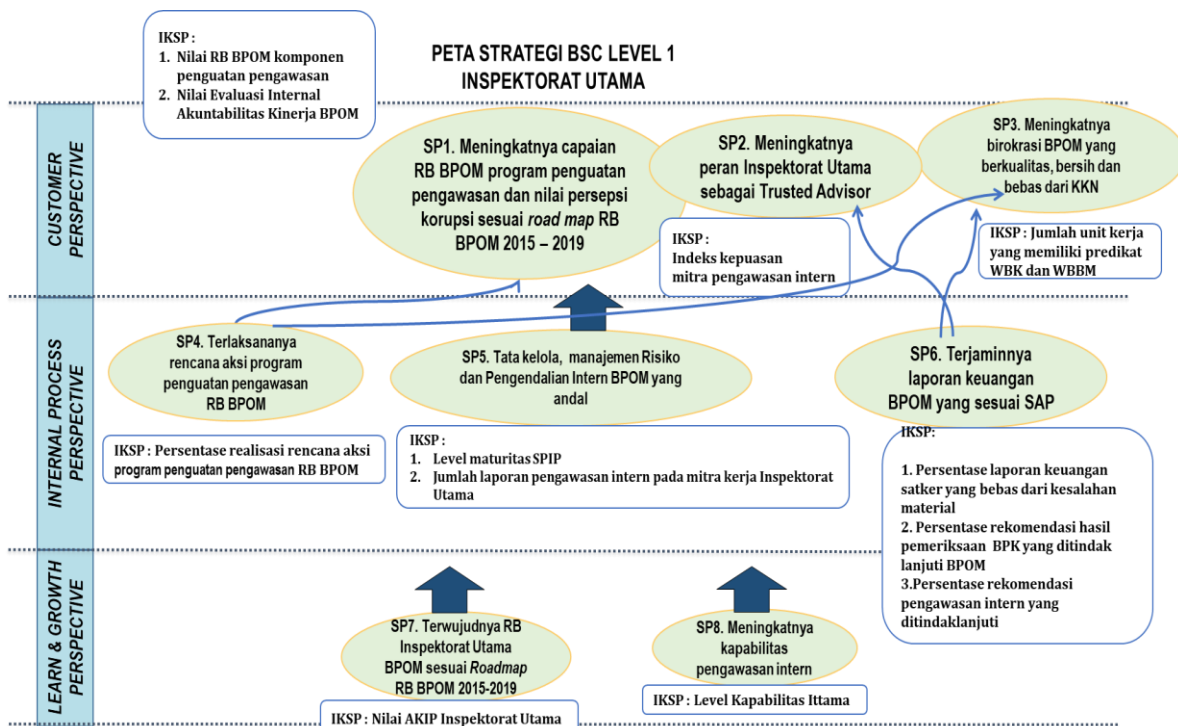 IKSP :
1. Nilai RB BPOM komponen
penguatan pengawasan
2. Nilai Evaluasi Internal
Akuntabilitas Kinerja BPOM
PETA STRATEGI BSC LEVEL 1
INSPEKTORAT UTAMA
CUSTOMER
PERSPECTIVE
SP1. Meningkatnya capaian
RB BPOM program penguatan
pengawasan dan nilai persepsi
korupsi sesuai road map RB
BPOM 2015 – 2019
SP2. Meningkatnya
peran Inspektorat Utama
sebagai Trusted Advisor
SP3. Meningkatnya
birokrasi BPOM yang
berkualitas, bersih dan
bebas dari KKN
IKSP :
Indeks kepuasan
mitra pengawasan intern
IKSP : Jumlah unit kerja
yang memiliki predikat
WBK dan WBBM
INTERNAL PROCESS
PERSPECTIVE
SP4. Terlaksananya
rencana aksi program
penguatan pengawasan
RB BPOM
SP5. Tata kelola, manajemen Risiko
dan Pengendalian Intern BPOM yang
andal
SP6. Terjaminnya
laporan keuangan
BPOM yang sesuai SAP
IKSP : Persentase realisasi rencana aksi
program penguatan pengawasan RB BPOM
IKSP :
1. Level maturitas SPIP
2. Jumlah laporan pengawasan intern pada mitra kerja Inspektorat
Utama
IKSP:
1. Persentase laporan keuangan
satker yang bebas dari kesalahan
material
2. Persentase rekomendasi hasil
pemeriksaan BPK yang ditindak
lanjuti BPOM
3.Persentase rekomendasi
pengawasan intern yang
ditindaklanjuti
LEARN & GROWTH
PERSPECTIVE
SP7. Terwujudnya RB
Inspektorat Utama
BPOM sesuai Roadmap
RB BPOM 2015-2019
SP8. Meningkatnya
kapabilitas
pengawasan intern
IKSP : Nilai AKIP Inspektorat Utama
IKSP : Level Kapabilitas Ittama